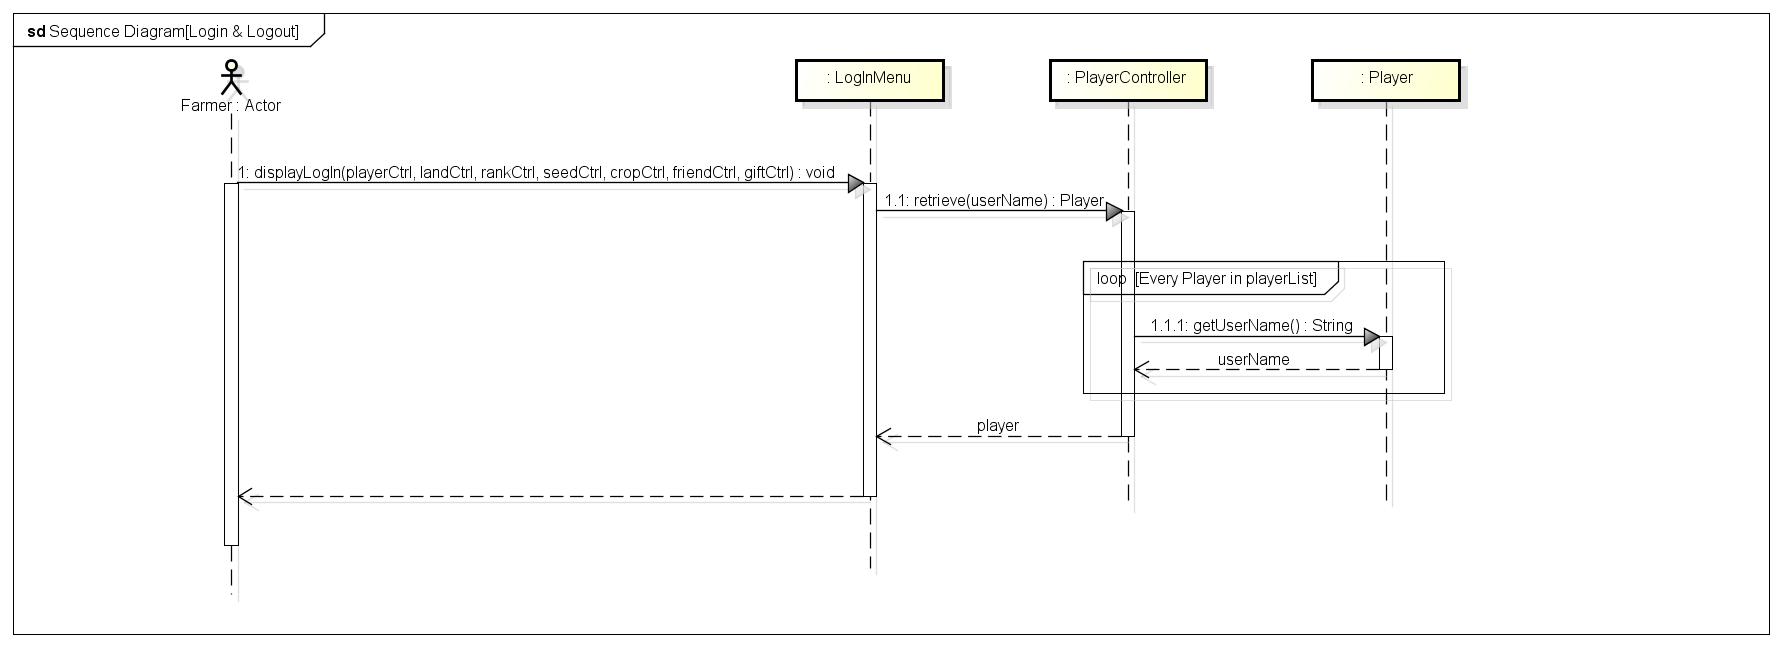 sd Sequence Diagram[Login & Logout]
Farmer : Actor
: LogInMenu
: PlayerController
: Player
1: displayLogIn(playerCtrl, landCtrl, rankCtrl, seedCtrl, cropCtrl, friendCtrl, giftCtrl) : void
1.1: retrieve(userName) : Player
loop [Every Player in playerList]
1.1.1: getUserName() : String
userName
player